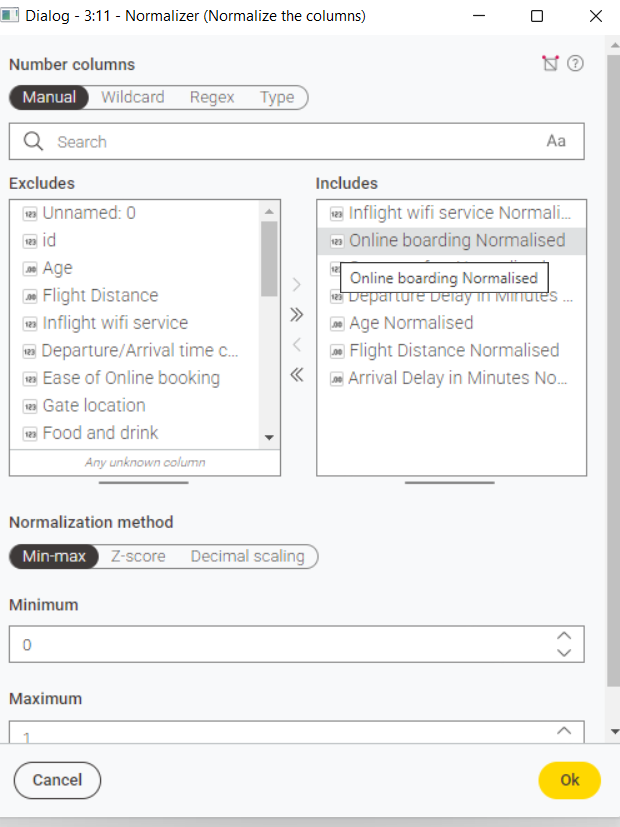 Dialog - 3:11 - Normalizer (Normalize the columns)
Number columns
Manual Wildcard Regex Type
Search Aa
Excludes
Unnamed: 0
id
Age
Flight Distance
Inflight wifi service
Departure/Arrival time c...
Ease of Online booking
Gate location
Food and drink
Any unknown column
Includes
Inflight wifi service Normali...
Online boarding Normalised
Online boarding Normalised
Departure Delay in Minutes ...
Age Normalised
Flight Distance Normalised
Arrival Delay in Minutes No...
Normalization method
Min-max Z-score Decimal scaling
Minimum
0
Maximum
1
Cancel Ok